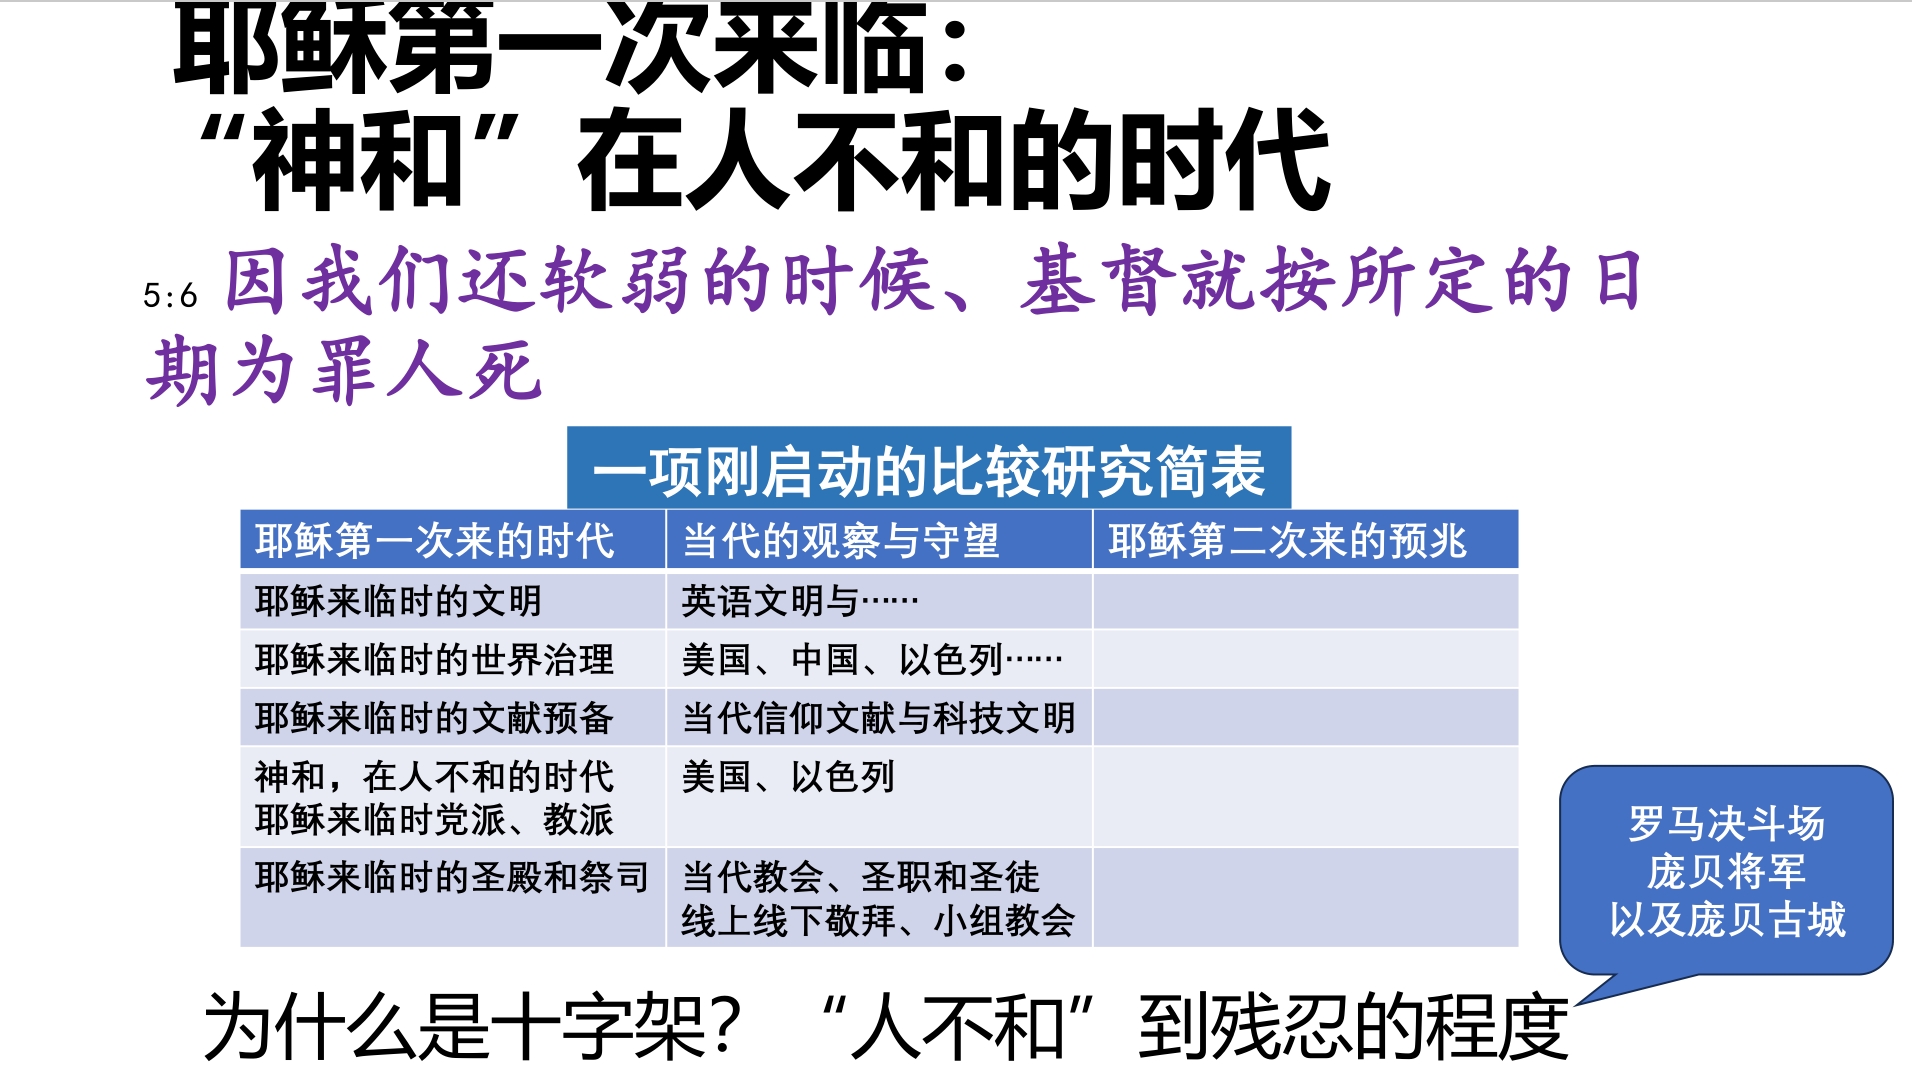 耶稣第一次来临：
“神和”在人不和的时代
5:6 因我们还软弱的时候、基督就按所定的日
期为罪人死
一项刚启动的比较研究简表
耶稣第一次来的时代 当代的观察与守望 耶稣第二次来的预兆
耶稣来临时的文明 英语文明与……
耶稣来临时的世界治理 美国、中国、以色列……
耶稣来临时的文献预备 当代信仰文献与科技文明
神和，在人不和的时代 美国、以色列
耶稣来临时党派、教派
耶稣来临时的圣殿和祭司 当代教会、圣职和圣徒
线上线下敬拜、小组教会
罗马决斗场
庞贝将军
以及庞贝古城
为什么是十字架？“人不和”到残忍的程度